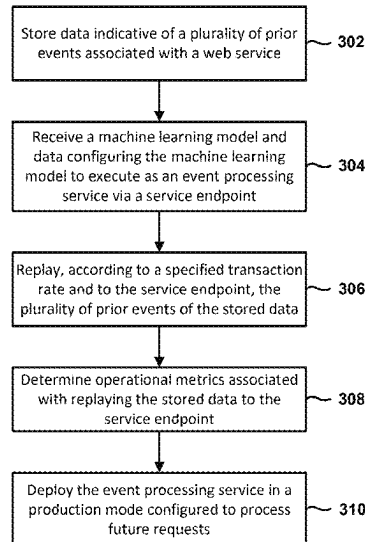 Store data indicative of a plurality of prior
events associated with a web service
302
Receive a machine learning model and
data configuring the machine learning
model to execute as an event processing
service via a service endpoint
304
Replay, according to a specified transaction
rate and to the service endpoint, the
plurality of prior events of the stored data
306
Determine operational metrics associated
with replaying the stored data to the
service endpoint
308
Deploy the event processing service in a
production mode configured to process
future requests
310